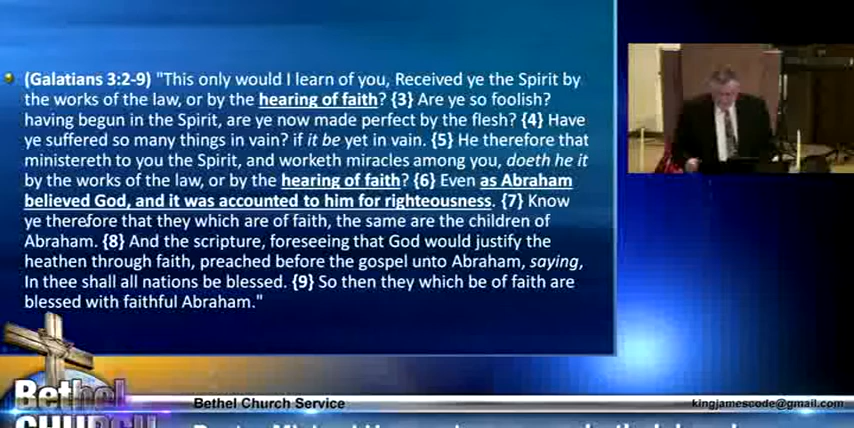 (Galatians 3:2-9) "This only would I learn of you, Received ye the Spirit by
the works of the law, or by the hearing of faith? {3} Are ye so foolish?
having begun in the Spirit, are ye now made perfect by the flesh? {4} Have
ye suffered so many things in vain? if it be yet in vain. {5} He therefore that
ministereth to you the Spirit, and worketh miracles among you, doeth he it
by the works of the law, or by the hearing of faith? {6} Even as Abraham
believed God, and it was accounted to him for righteousness. {7} Know
ye therefore that they which are of faith, the same are the children of
Abraham. {8} And the scripture, foreseeing that God would justify the
heathen through faith, preached before the gospel unto Abraham, saying,
In thee shall all nations be blessed. {9} So then they which be of faith are
blessed with faithful Abraham."
Bethel
CHURCH
Bethel Church Service
kingjamescode@gmail.com